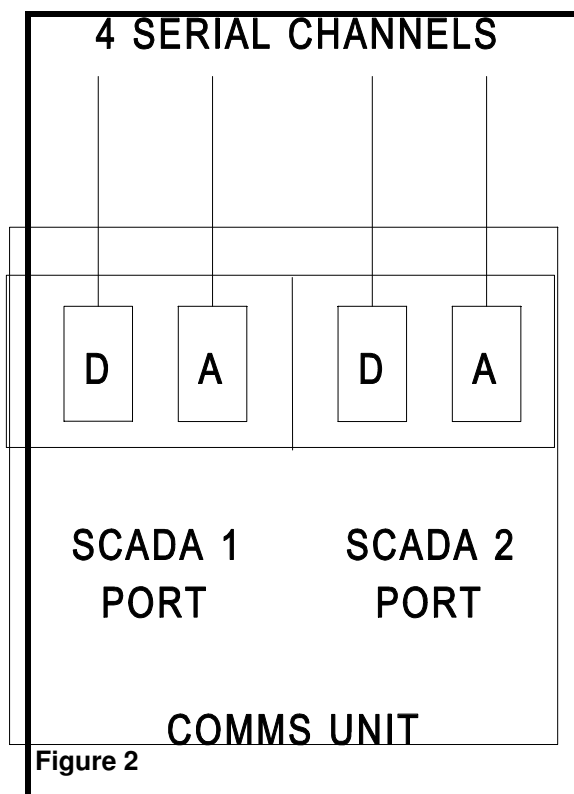 4 SERIAL CHANNELS
D A D A
SCADA 1 SCADA 2
PORT PORT
COMMS UNIT
Figure 2